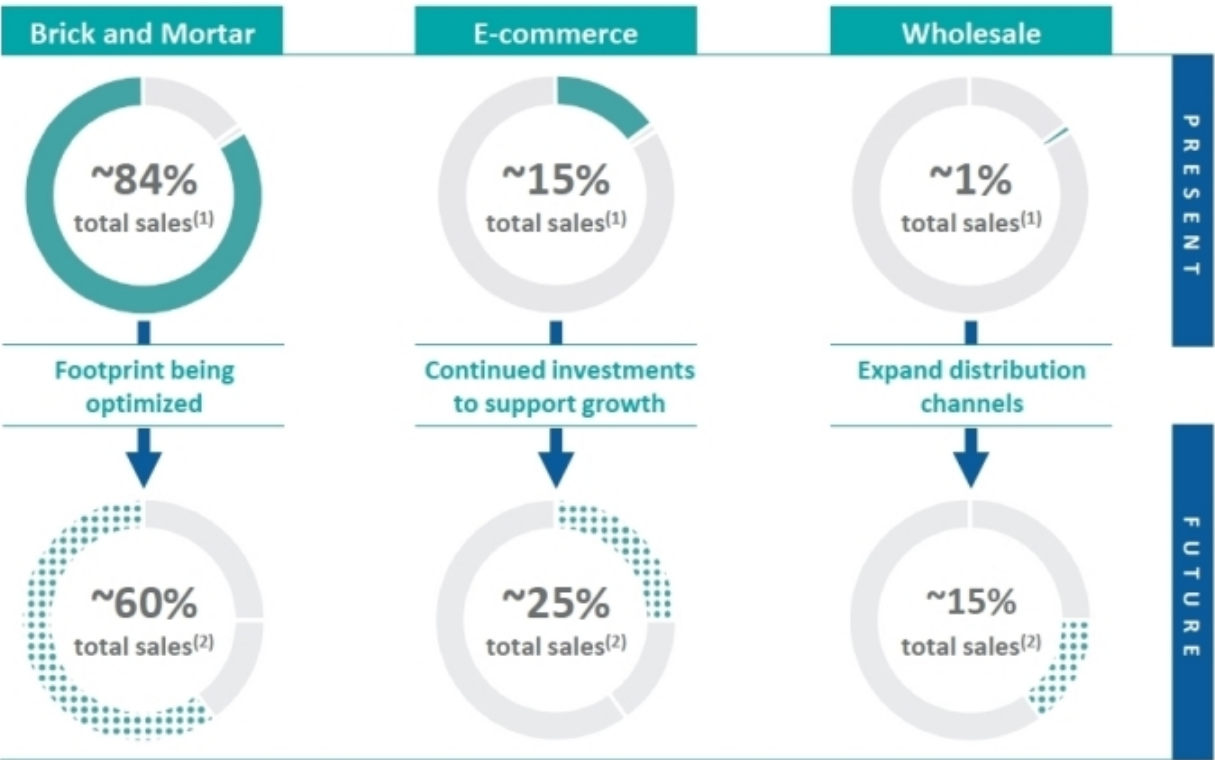 Brick and Mortar
E-commerce
Wholesale
~84%
total sales(1)
~15%
total sales(1)
~1%
total sales(1)
PRESENT
Footprint being
optimized
Continued investments
to support growth
Expand distribution
channels
~60%
total sales(2)
~25%
total sales(2)
~15%
total sales(2)
FUTURE